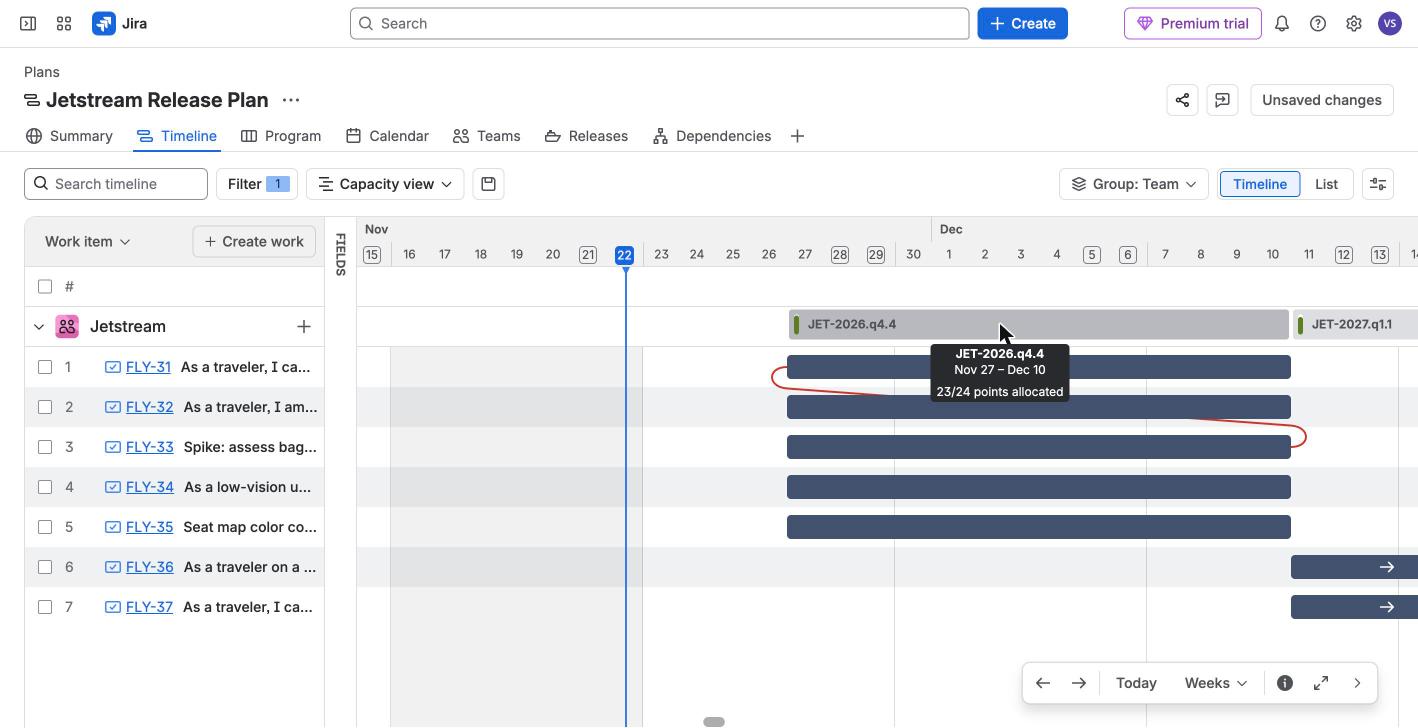 Jira
Search
Create
Premium trial
VS
Plans
Jetstream Release Plan
Unsaved changes
Summary
Timeline
Program
Calendar
Teams
Releases
Dependencies
Search timeline
Filter 1
Capacity view
Group: Team
Timeline
List
Work item
Create work
FIELDS
Nov
Dec
15 16 17 18 19 20 21 22 23 24 25 26 27 28 29 30 1 2 3 4 5 6 7 8 9 10 11 12 13
#
Jetstream
JET-2026.q4.4
JET-2027.q1.1
JET-2026.q4.4
Nov 27 – Dec 10
23/24 points allocated
1 FLY-31 As a traveler, I ca...
2 FLY-32 As a traveler, I am...
3 FLY-33 Spike: assess bag...
4 FLY-34 As a low-vision u...
5 FLY-35 Seat map color co...
6 FLY-36 As a traveler on a ...
7 FLY-37 As a traveler, I ca...
Today
Weeks